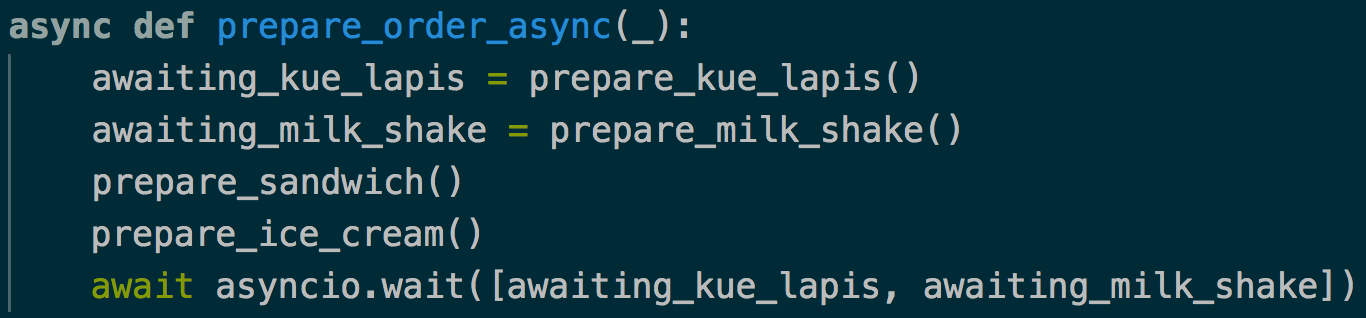 async def prepare_order_async(_):
    awaiting_kue_lapis = prepare_kue_lapis()
    awaiting_milk_shake = prepare_milk_shake()
    prepare_sandwich()
    prepare_ice_cream()
    await asyncio.wait([awaiting_kue_lapis, awaiting_milk_shake])